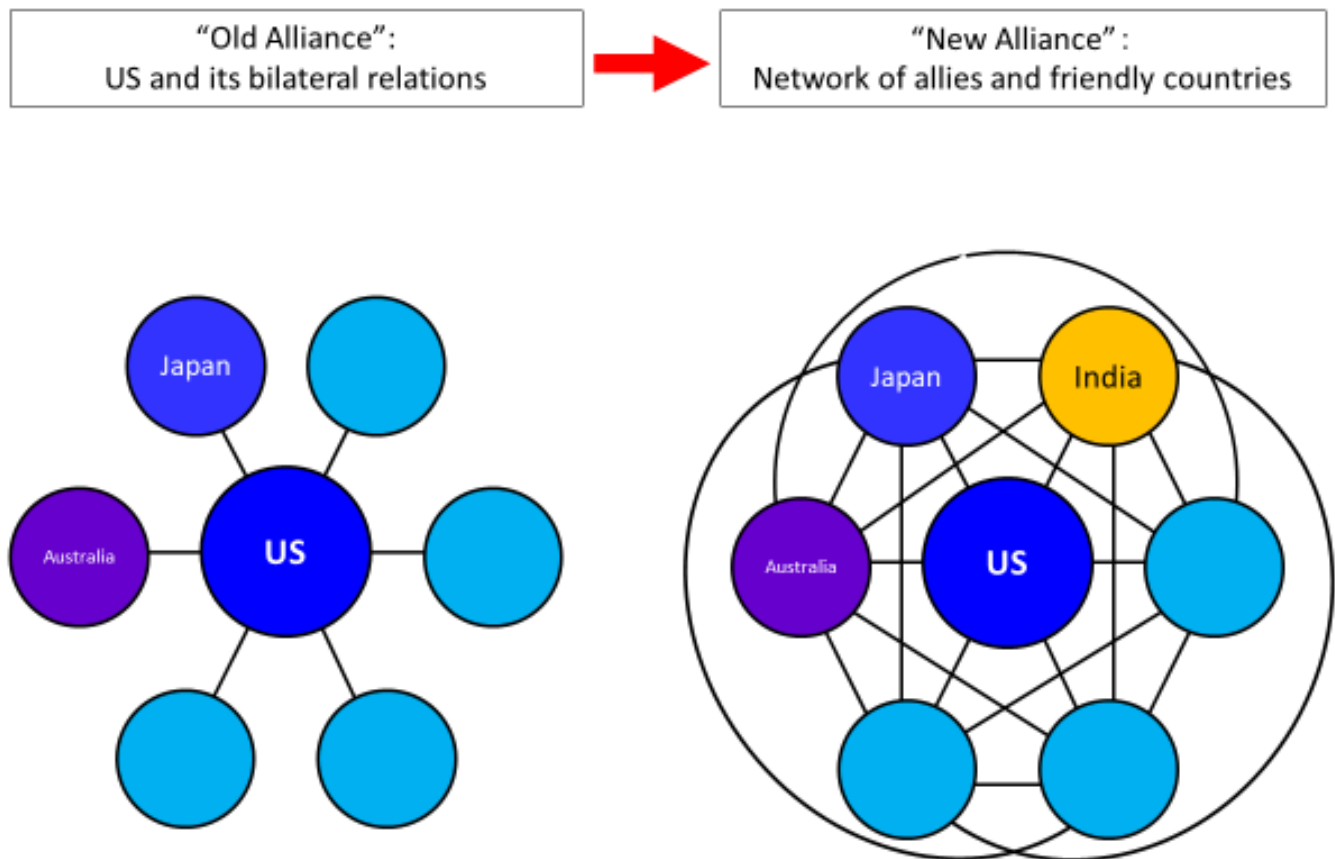 “Old Alliance”:
US and its bilateral relations
“New Alliance” :
Network of allies and friendly countries
Japan
US
Australia
Japan
India
US
Australia